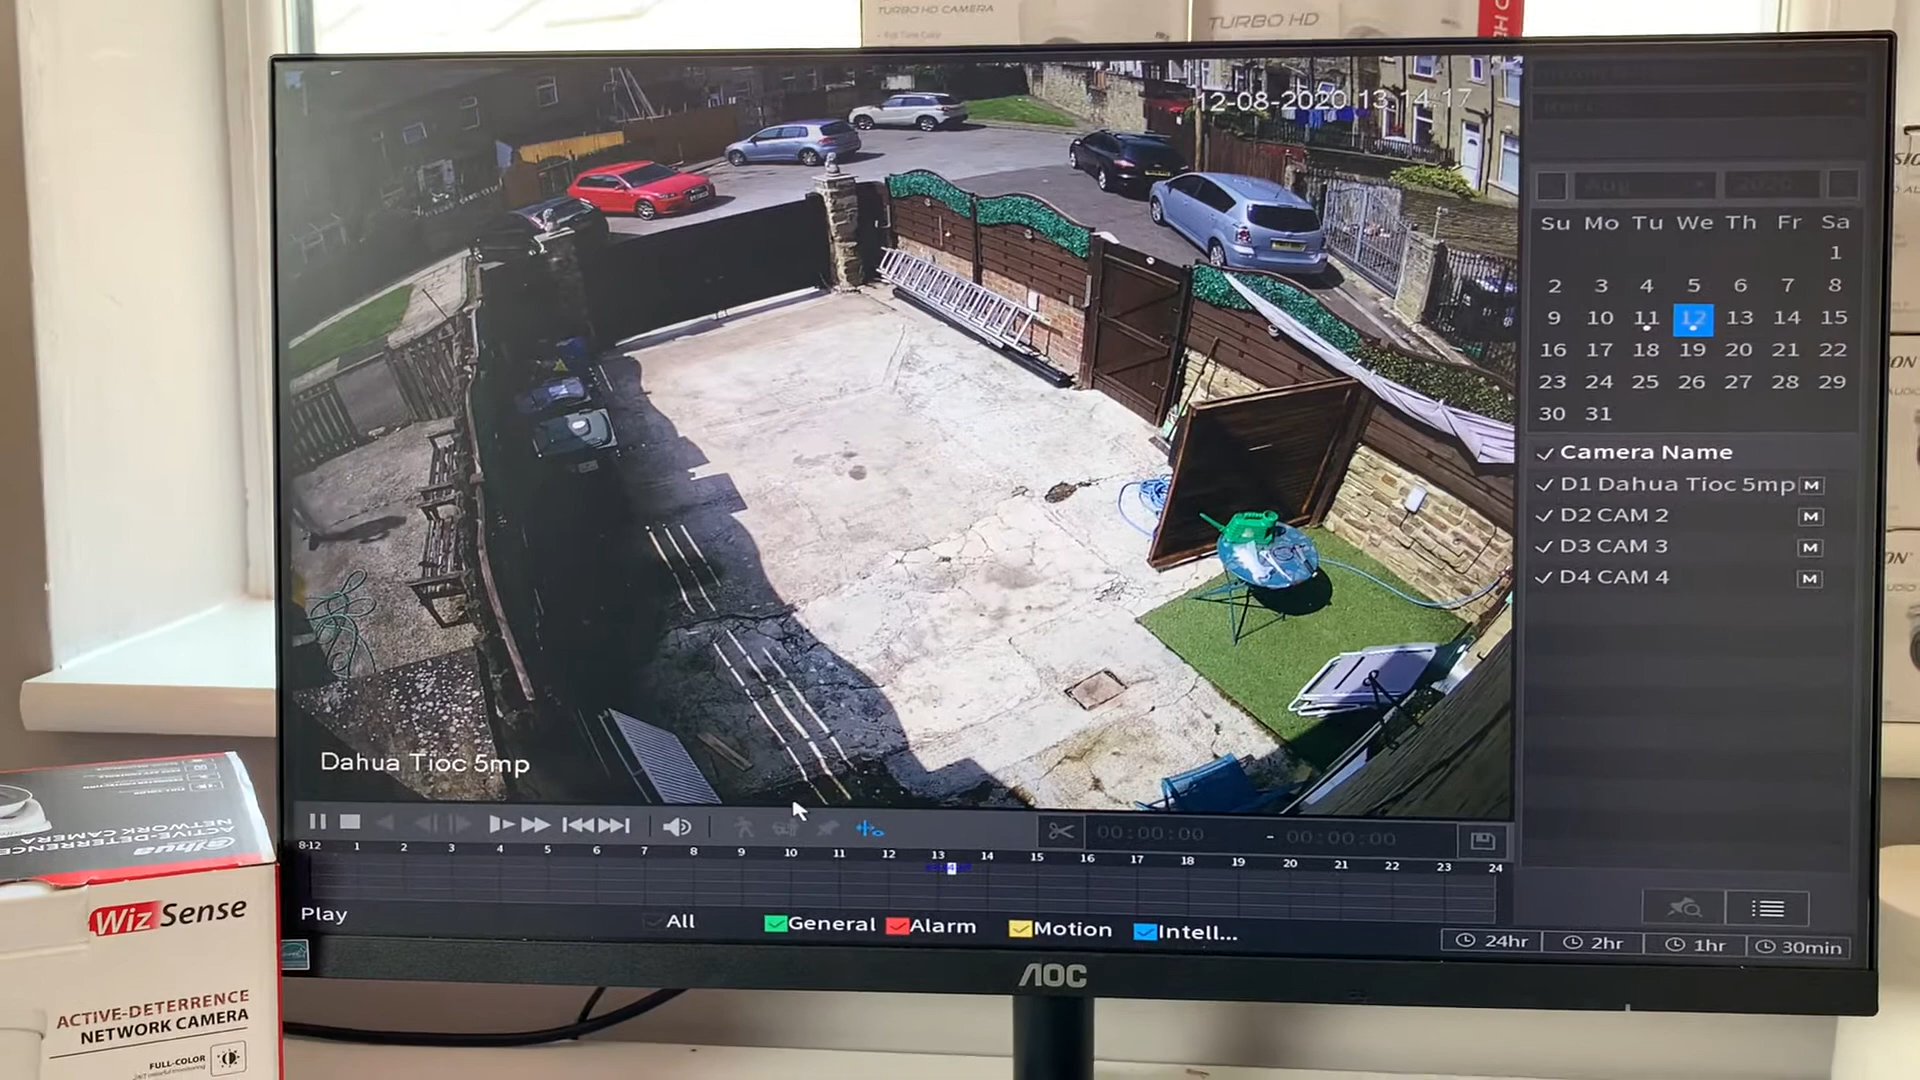 TURBO HD CAMERA
TURBO HD
12-08-2020 13:14:17
Aug 2020
Su Mo Tu We Th Fr Sa
1
2 3 4 5 6 7 8
9 10 11 12 13 14 15
16 17 18 19 20 21 22
23 24 25 26 27 28 29
30 31
Camera Name
D1 Dahua Tioc 5mp M
D2 CAM 2 M
D3 CAM 3 M
D4 CAM 4 M
Dahua Tioc 5mp
00:00:00 - 00:00:00
8-12 1 2 3 4 5 6 7 8 9 10 11 12 13 14 15 16 17 18 19 20 21 22 23 24
Play
All General Alarm Motion Intell...
24hr 2hr 1hr 30min
AOC
alhua
ACTIVE-DETERRENCE
NETWORK CAMERA
Wiz Sense
ACTIVE-DETERRENCE
NETWORK CAMERA
FULL-COLOR